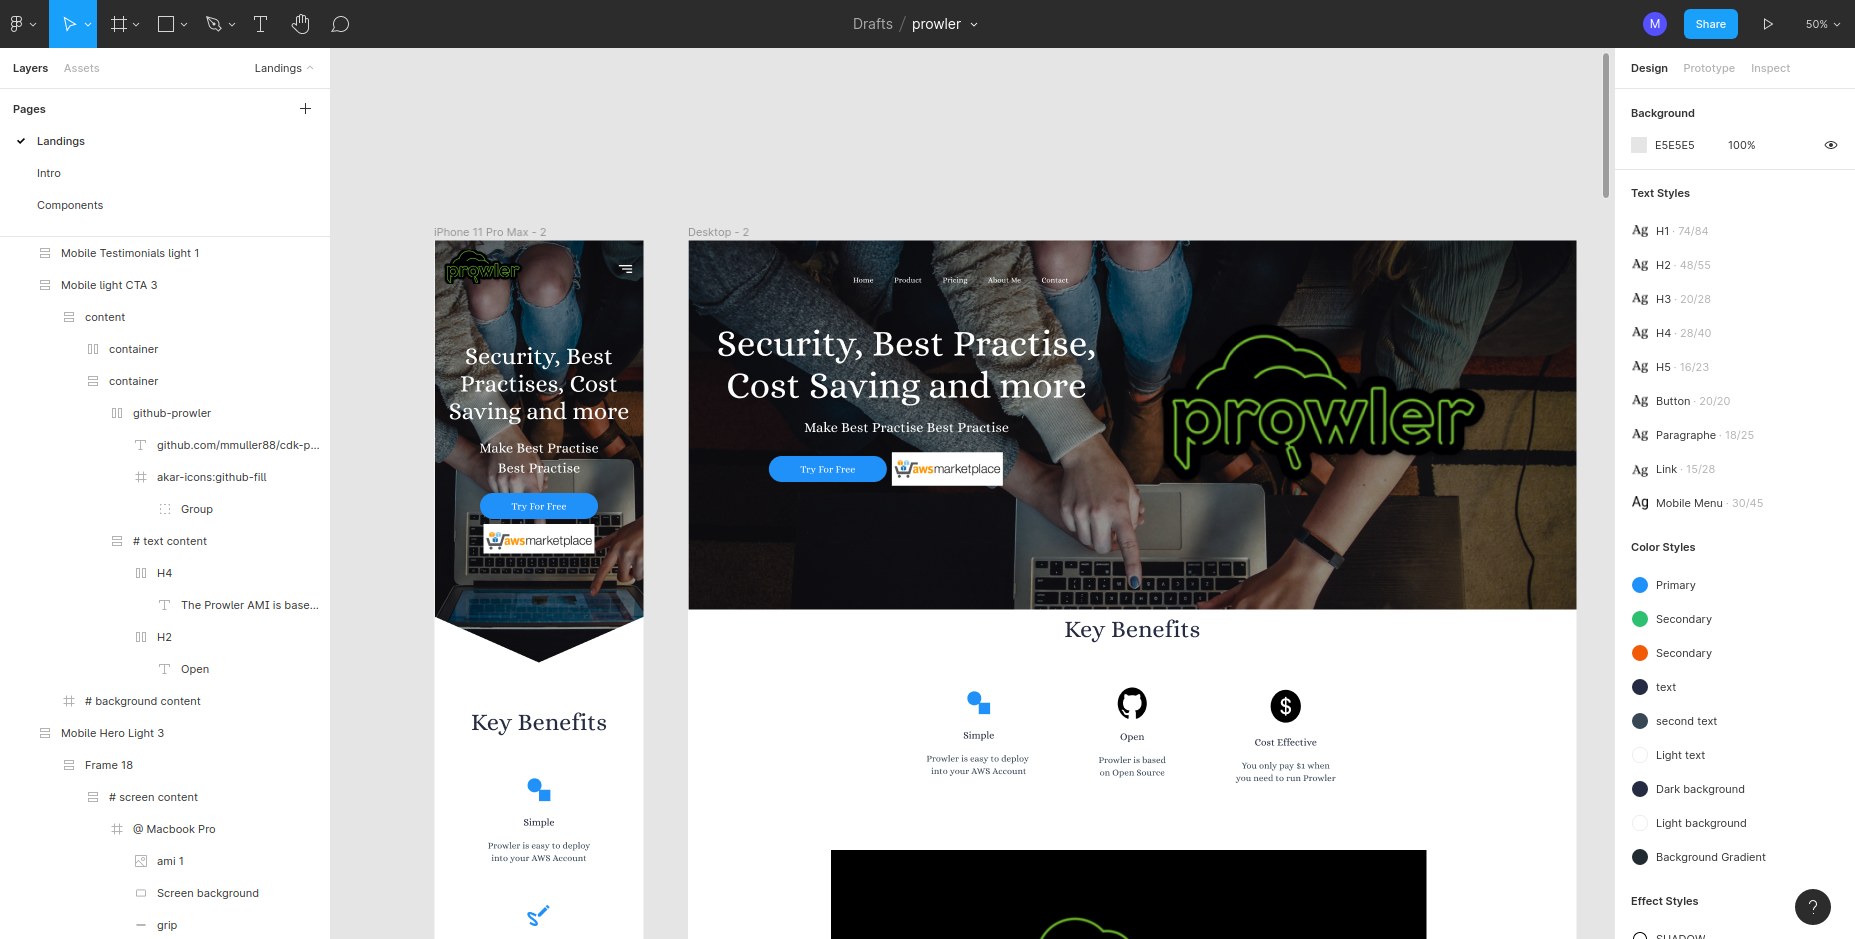 Drafts / prowler
M
Share
50%
Layers
Assets
Landings
Pages
Landings
Intro
Components
Mobile Testimonials light 1
Mobile light CTA 3
content
container
container
github-prowler
github.com/mmuller88/cdk-p...
akar-icons:github-fill
Group
# text content
H4
The Prowler AMI is base...
H2
Open
# background content
Mobile Hero Light 3
Frame 18
# screen content
@ Macbook Pro
ami 1
Screen background
grip
iPhone 11 Pro Max - 2
prowler
Security, Best
Practises, Cost
Saving and more
Make Best Practise
Best Practise
Try For Free
awsmarketplace
Key Benefits
Simple
Prowler is easy to deploy
into your AWS Account
Desktop - 2
Home
Product
Pricing
About Me
Contact
Security, Best Practise,
Cost Saving and more
Make Best Practise Best Practise
Try For Free
awsmarketplace
prowler
Key Benefits
Simple
Prowler is easy to deploy
into your AWS Account
Open
Prowler is based
on Open Source
$
Cost Effective
You only pay $1 when
you need to run Prowler
Design
Prototype
Inspect
Background
E5E5E5
100%
Text Styles
Ag H1 · 74/84
Ag H2 · 48/55
Ag H3 · 20/28
Ag H4 · 28/40
Ag H5 · 16/23
Ag Button · 20/20
Ag Paragraphe · 18/25
Ag Link · 15/28
Ag Mobile Menu · 30/45
Color Styles
Primary
Secondary
Secondary
text
second text
Light text
Dark background
Light background
Background Gradient
Effect Styles
SHADOW
?